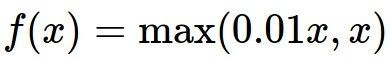 f(x) = max(0.01x, x)